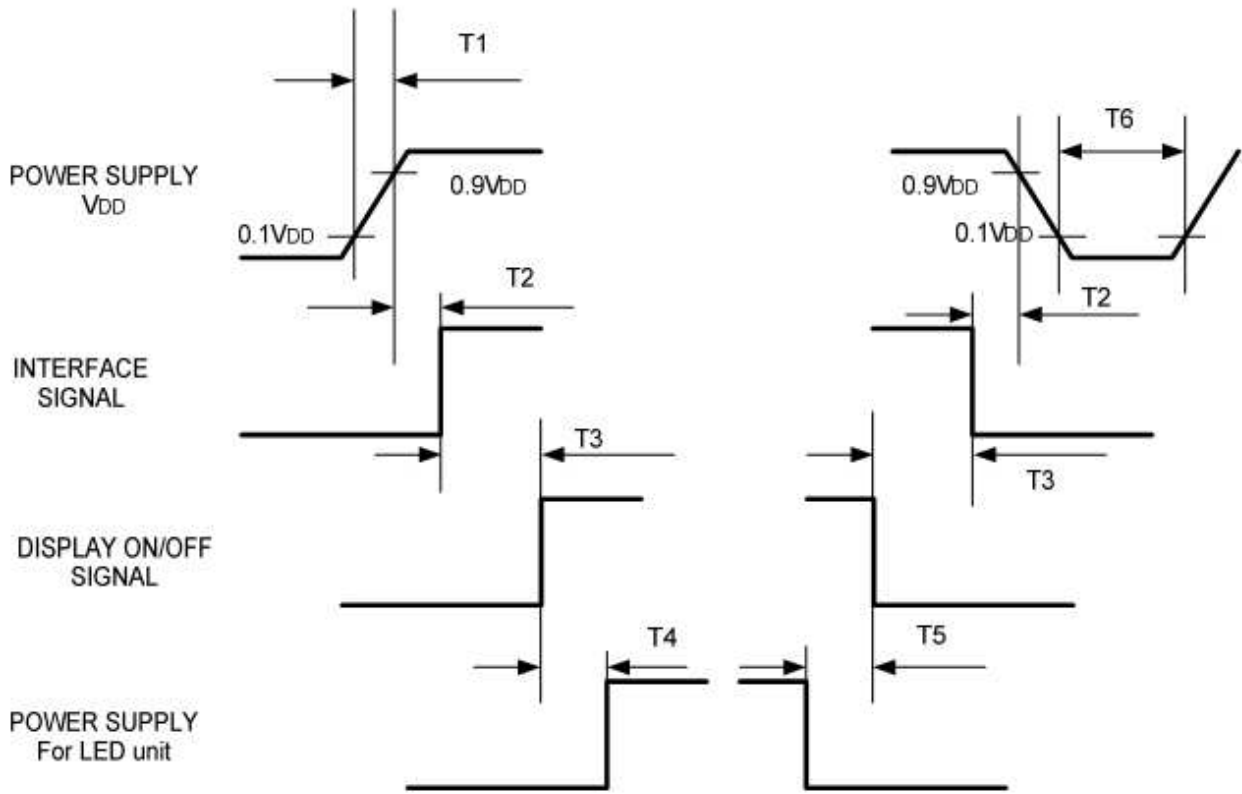 T1
T6
POWER SUPPLY
VDD
0.9VDD
0.9VDD
0.1VDD
0.1VDD
T2
T2
INTERFACE
SIGNAL
T3
T3
DISPLAY ON/OFF
SIGNAL
T4
T5
POWER SUPPLY
For LED unit